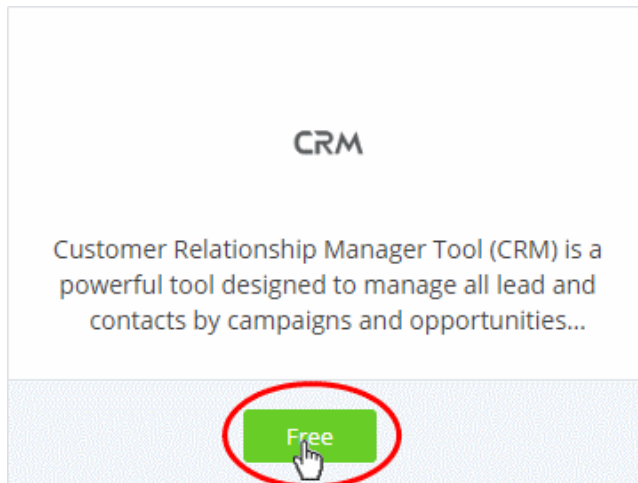 CRM
Customer Relationship Manager Tool (CRM) is a
powerful tool designed to manage all lead and
contacts by campaigns and opportunities...
Free